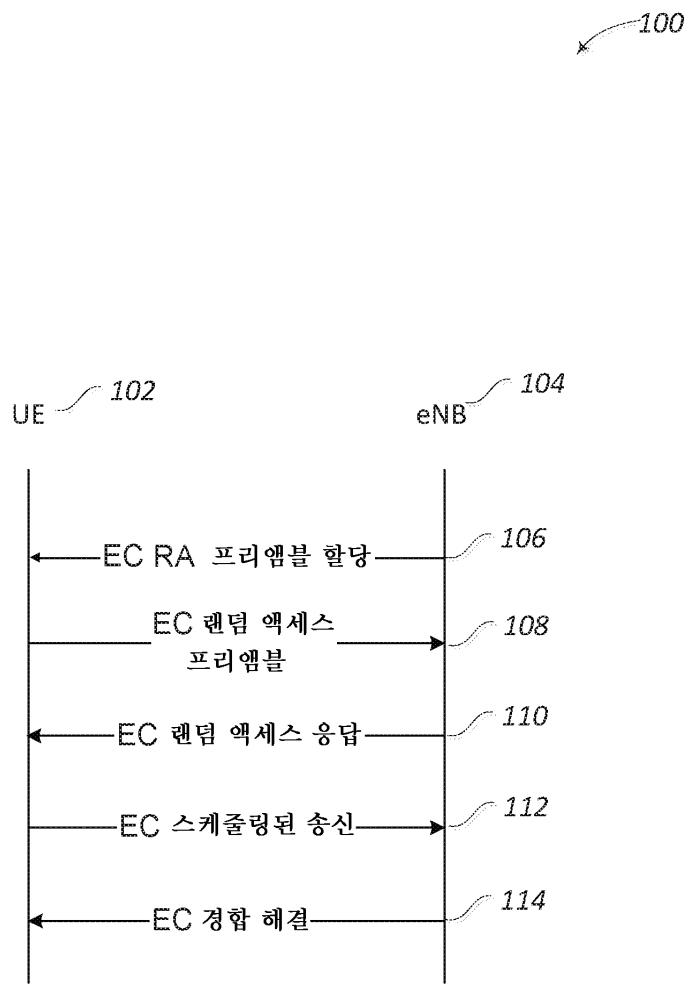 100
102
104
UE
eNB
106
EC RA 프리앰블 할당
EC 랜덤 액세스
프리앰블
108
110
EC 랜덤 액세스 응답
112
EC 스케줄링된 송신
114
EC 경합 해결